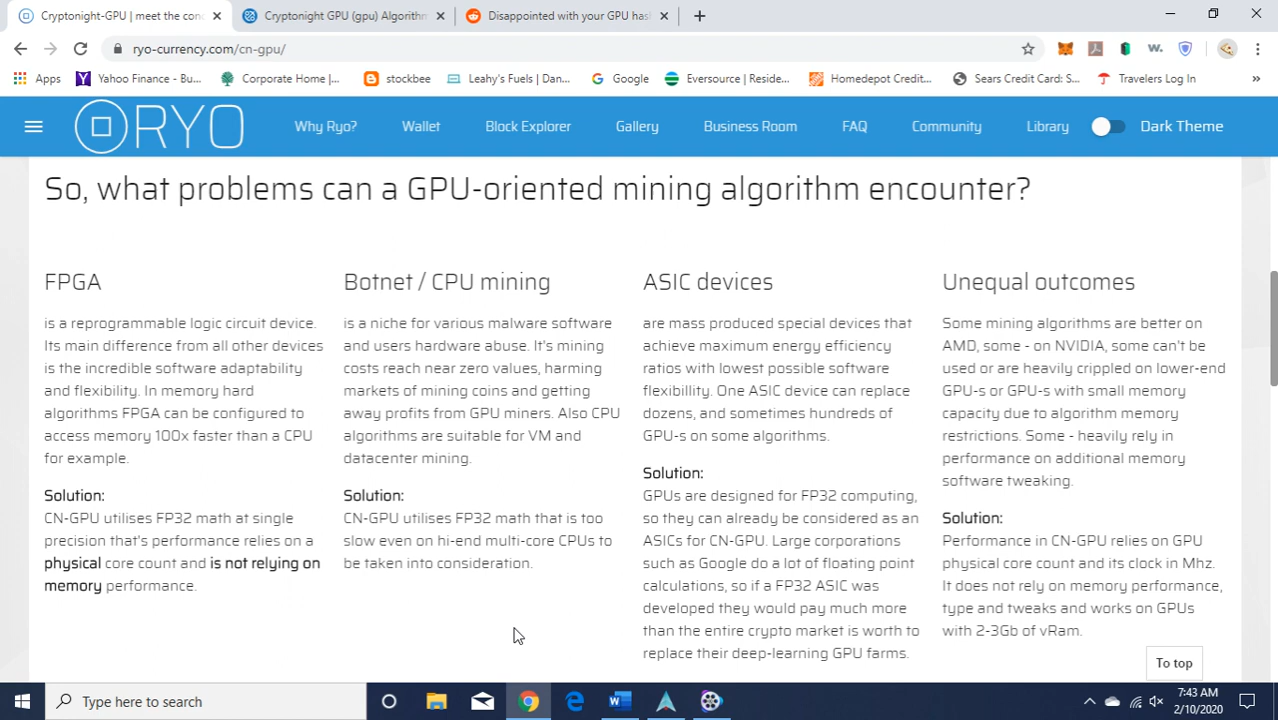 Cryptonight-GPU | meet the conc
Cryptonight GPU (gpu) Algorithm
Disappointed with your GPU hash
ryo-currency.com/cn-gpu/
Apps
Yahoo Finance - Bu...
Corporate Home |...
stockbee
Leahy's Fuels | Dan...
Google
Eversource | Reside...
Homedepot Credit...
Sears Credit Card: S...
Travelers Log In
RYO
Why Ryo?
Wallet
Block Explorer
Gallery
Business Room
FAQ
Community
Library
Dark Theme
So, what problems can a GPU-oriented mining algorithm encounter?
FPGA
is a reprogrammable logic circuit device.
Its main difference from all other devices
is the incredible software adaptability
and flexibility. In memory hard
algorithms FPGA can be configured to
access memory 100x faster than a CPU
for example.
Solution:
CN-GPU utilises FP32 math at single
precision that's performance relies on a
physical core count and is not relying on
memory performance.
Botnet / CPU mining
is a niche for various malware software
and users hardware abuse. It's mining
costs reach near zero values, harming
markets of mining coins and getting
away profits from GPU miners. Also CPU
algorithms are suitable for VM and
datacenter mining.
Solution:
CN-GPU utilises FP32 math that is too
slow even on hi-end multi-core CPUs to
be taken into consideration.
ASIC devices
are mass produced special devices that
achieve maximum energy efficiency
ratios with lowest possible software
flexibillity. One ASIC device can replace
dozens, and sometimes hundreds of
GPU-s on some algorithms.
Solution:
GPUs are designed for FP32 computing,
so they can already be considered as an
ASICs for CN-GPU. Large corporations
such as Google do a lot of floating point
calculations, so if a FP32 ASIC was
developed they would pay much more
than the entire crypto market is worth to
replace their deep-learning GPU farms.
Unequal outcomes
Some mining algorithms are better on
AMD, some - on NVIDIA, some can't be
used or are heavily crippled on lower-end
GPU-s or GPU-s with small memory
capacity due to algorithm memory
restrictions. Some - heavily rely in
performance on additional memory
software tweaking.
Solution:
Performance in CN-GPU relies on GPU
physical core count and its clock in Mhz.
It does not rely on memory performance,
type and tweaks and works on GPUs
with 2-3Gb of vRam.
To top
Type here to search
7:43 AM
2/10/2020